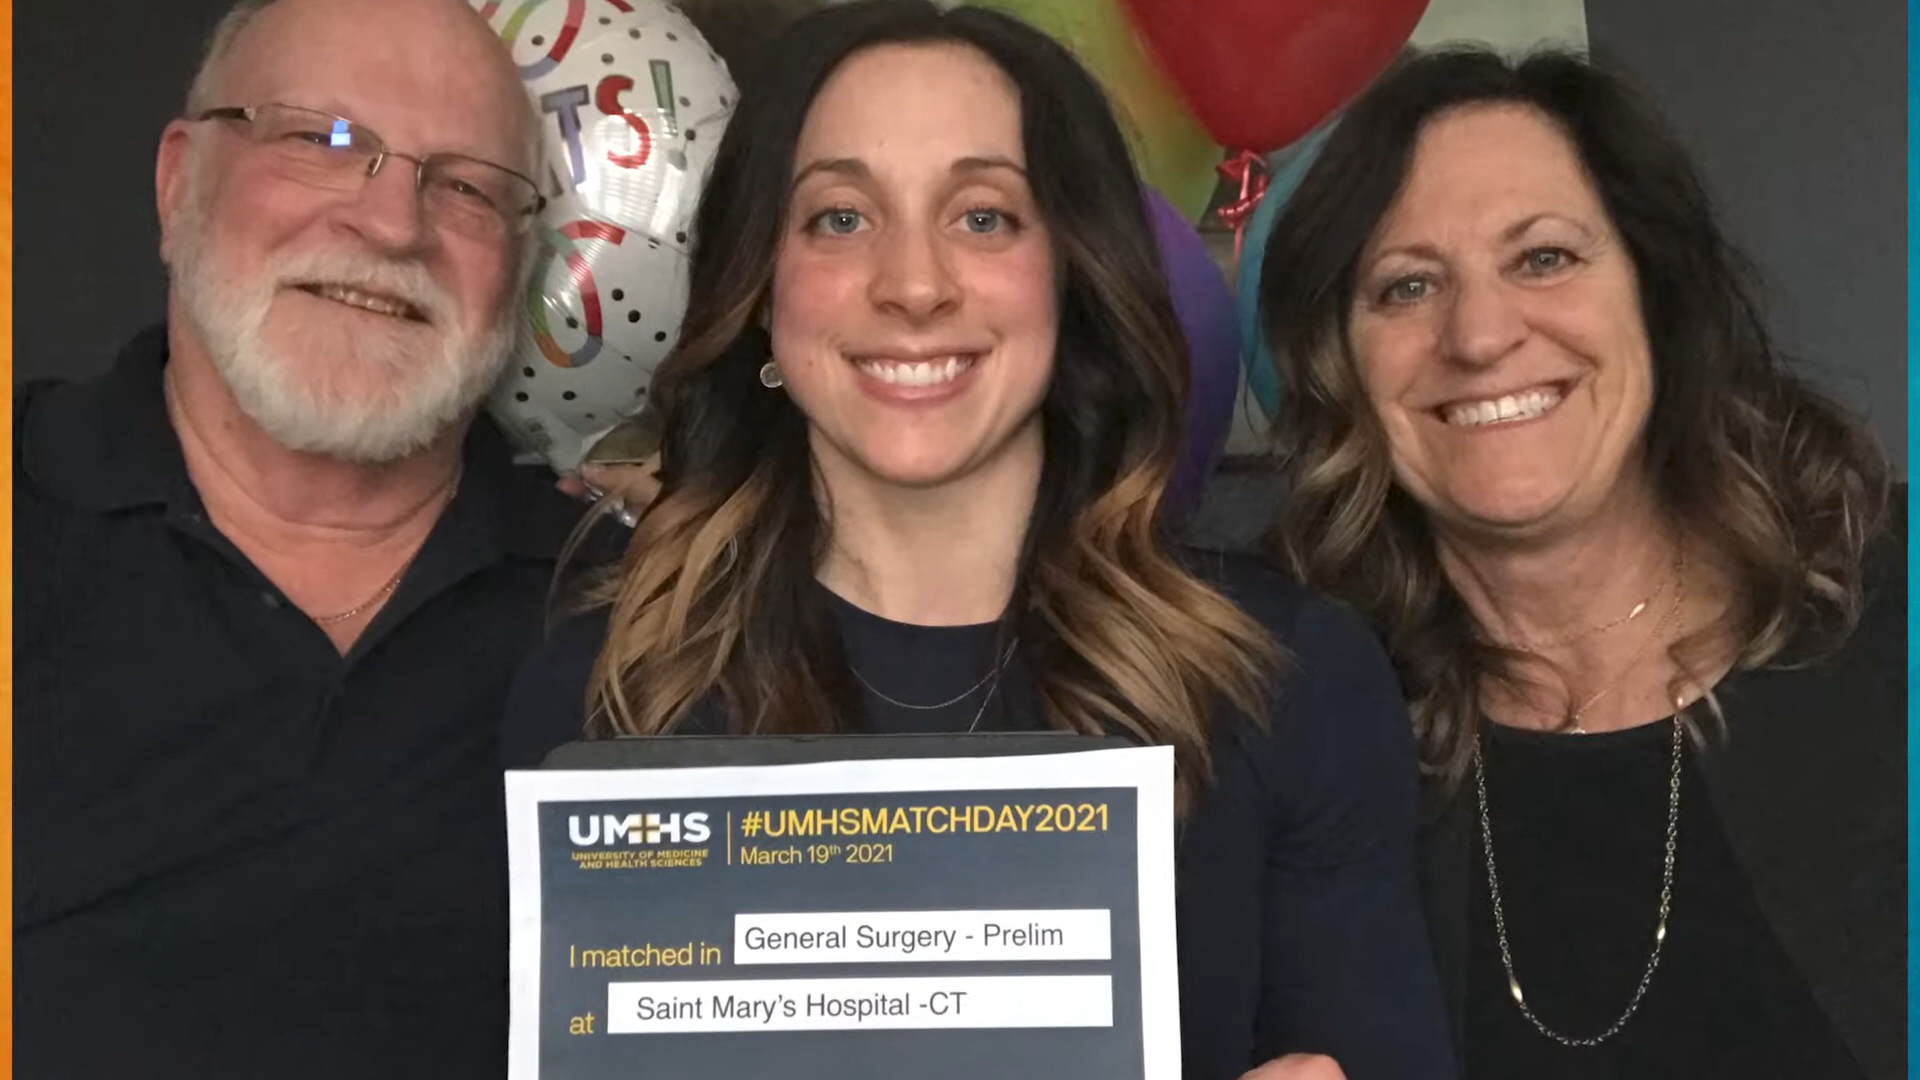 ATS!
UMHS
UNIVERSITY OF MEDICINE
AND HEALTH SCIENCES
#UMHSMATCHDAY2021
March 19th 2021
I matched in General Surgery - Prelim
at Saint Mary's Hospital -CT